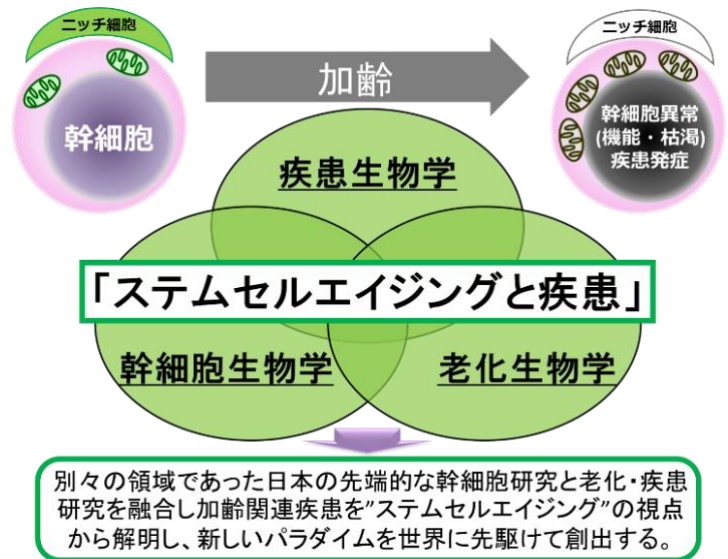 ニッチ細胞
幹細胞
加齢
ニッチ細胞
幹細胞異常
(機能・枯渇)
疾患発症
疾患生物学
「ステムセルエイジングと疾患」
幹細胞生物学
老化生物学
別々の領域であった日本の先端的な幹細胞研究と老化・疾患
研究を融合し加齢関連疾患を”ステムセルエイジング”の視点
から解明し、新しいパラダイムを世界に先駆けて創出する。